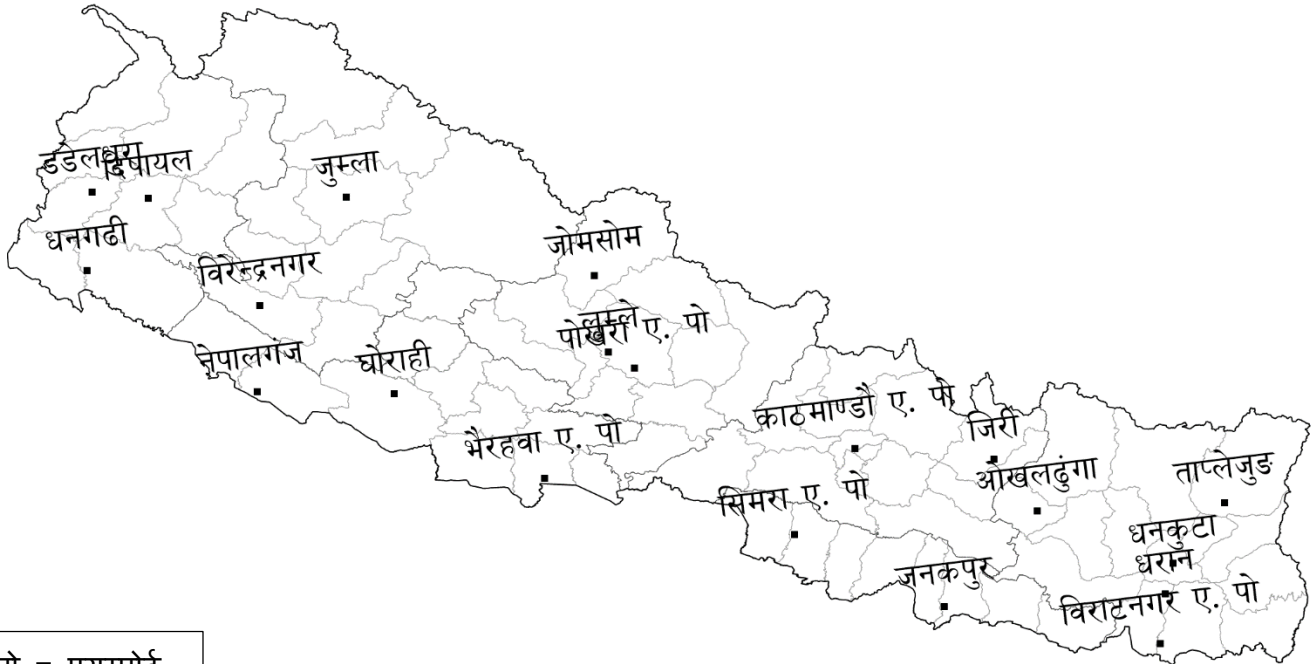 डडेलधुरा
दिपायल
जुम्ला
धनगढी
जोमसोम
विरेन्द्रनगर
लुम्ले
पोखरा ए. पो
नेपालगंज
घोराही
काठमाण्डौ ए. पो
जिरी
भैरहवा ए. पो
ओखलढुंगा
ताप्लेजुङ
सिमरा ए. पो
धनकुटा
धरान
जनकपुर
विराटनगर ए. पो